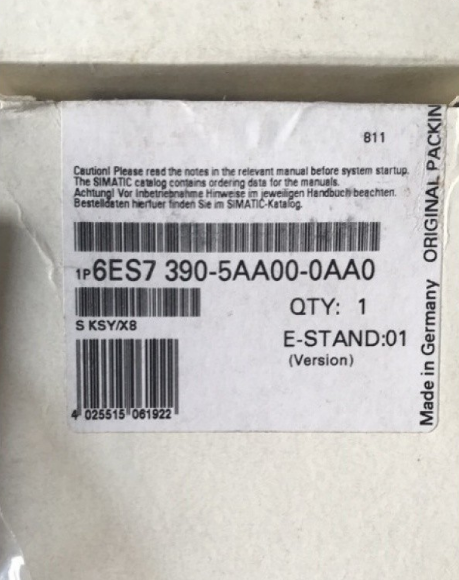 811
Caution! Please read the notes in the relevant manual before system startup.
The SIMATIC catalog contains ordering data for the manuals.
Achtung! Vor Inbetriebnahme Hinweise im jeweiligen Handbuch beachten.
Bestelldaten hierfuer finden Sie im SIMATIC-Katalog.
1P6ES7 390-5AA00-0AA0
QTY: 1
S KSY/X8
E-STAND:01
(Version)
4 025515 061922
Made in Germany ORIGINAL PACKIN